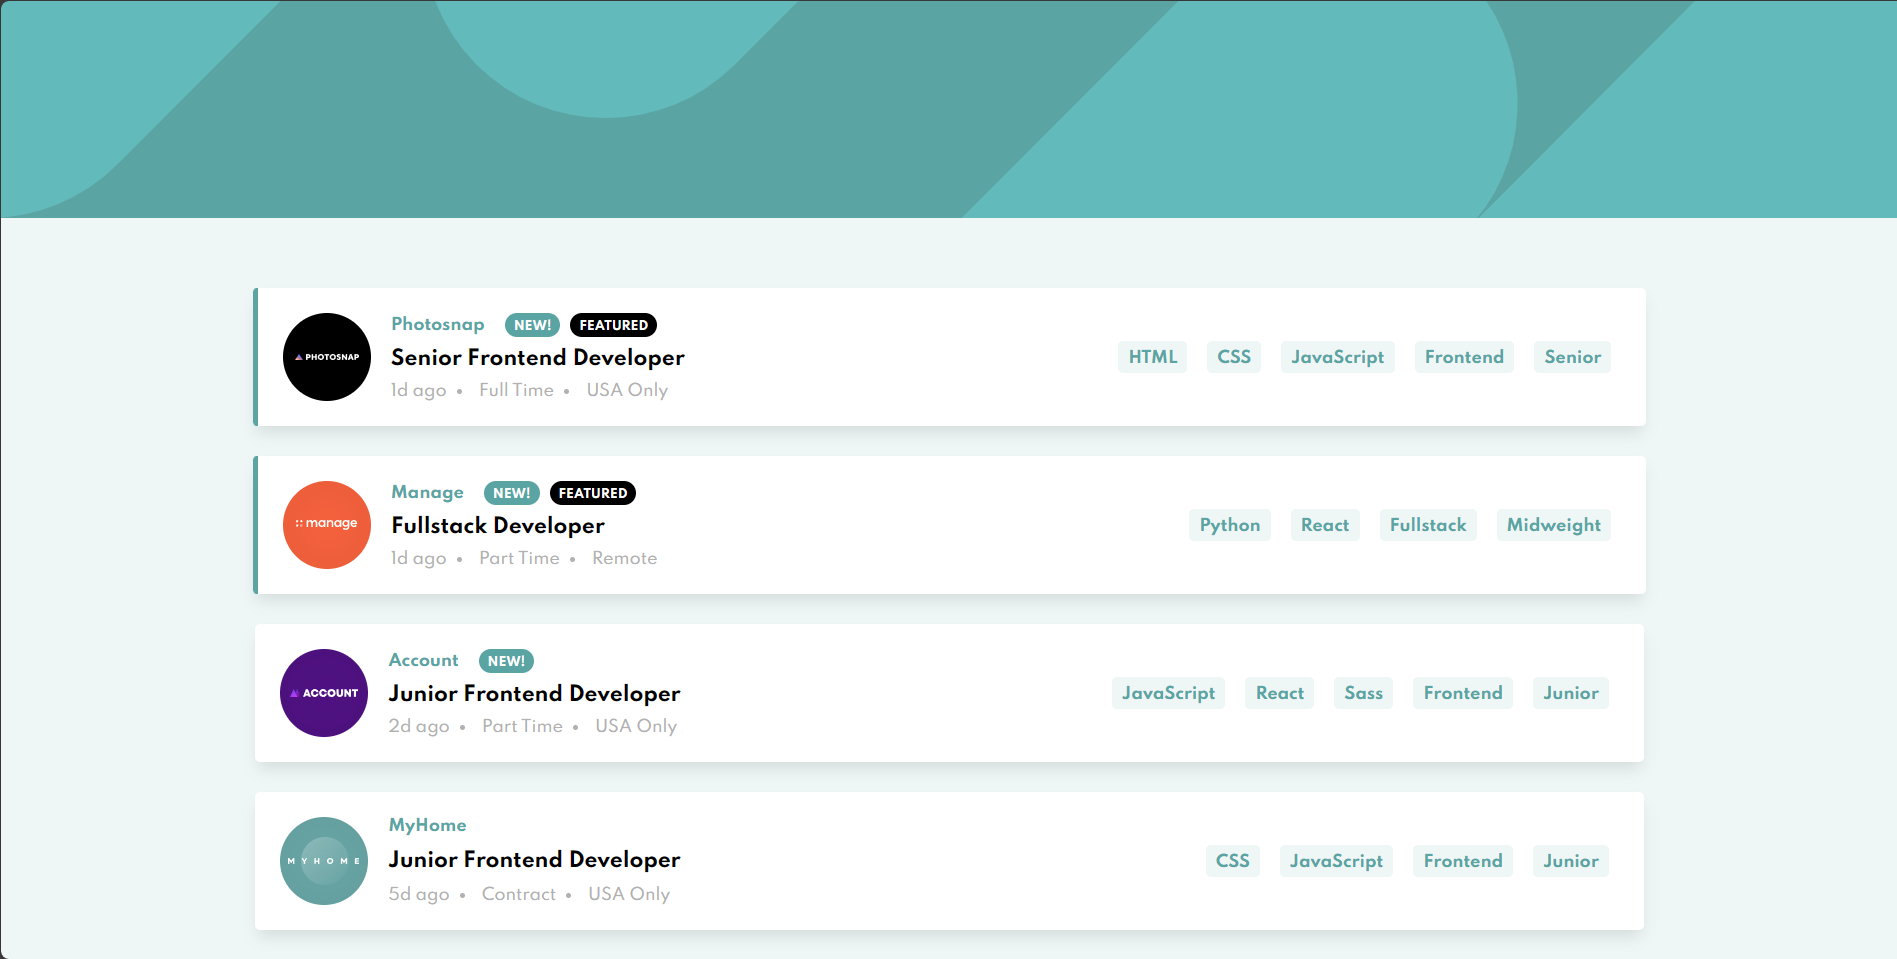 Photosnap NEW! FEATURED
PHOTOSNAP
Senior Frontend Developer
1d ago • Full Time • USA Only
HTML CSS JavaScript Frontend Senior
Manage NEW! FEATURED
manage
Fullstack Developer
1d ago • Part Time • Remote
Python React Fullstack Midweight
Account NEW!
ACCOUNT
Junior Frontend Developer
2d ago • Part Time • USA Only
JavaScript React Sass Frontend Junior
MyHome
MYHOME
Junior Frontend Developer
5d ago • Contract • USA Only
CSS JavaScript Frontend Junior